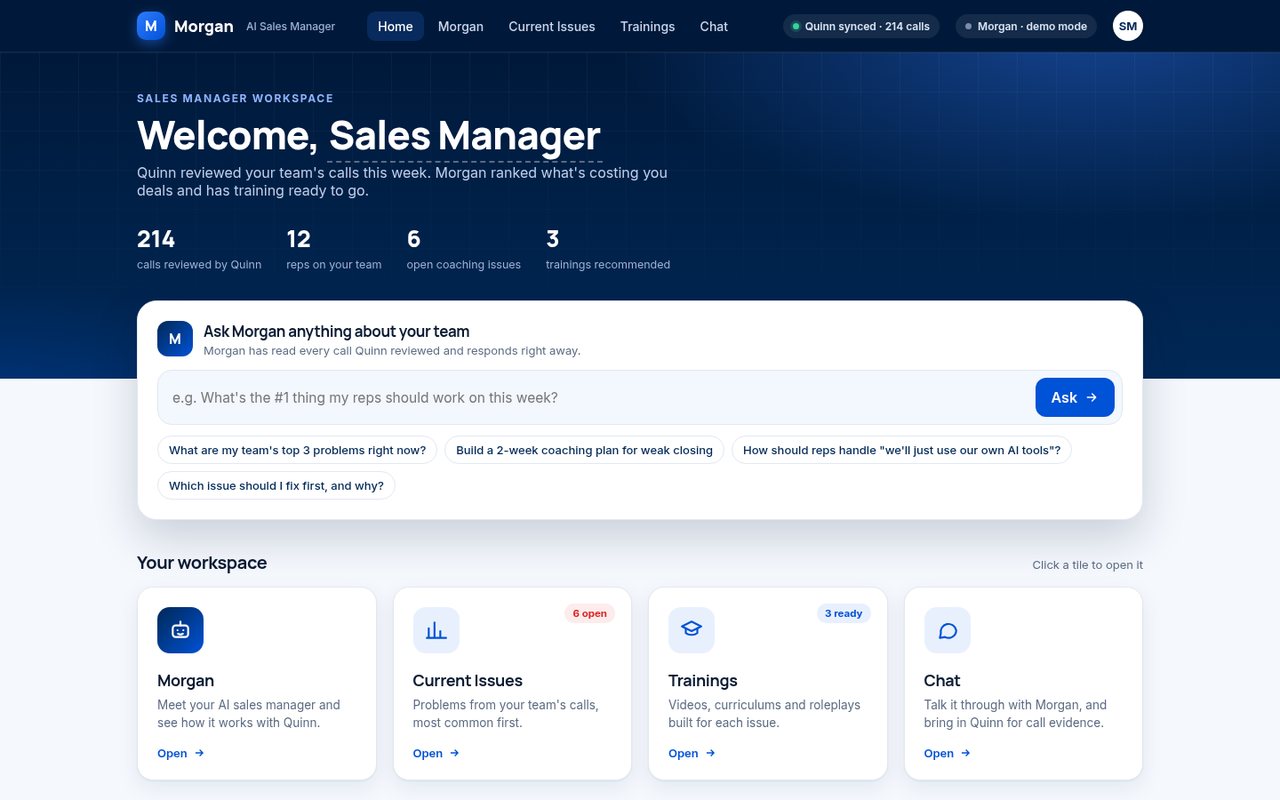 M Morgan AI Sales Manager Home Morgan Current Issues Trainings Chat Quinn synced · 214 calls Morgan · demo mode SM
SALES MANAGER WORKSPACE
Welcome, Sales Manager
Quinn reviewed your team's calls this week. Morgan ranked what's costing you
deals and has training ready to go.
214 12 6 3
calls reviewed by Quinn reps on your team open coaching issues trainings recommended
M
Ask Morgan anything about your team
Morgan has read every call Quinn reviewed and responds right away.
e.g. What's the #1 thing my reps should work on this week? Ask →
What are my team's top 3 problems right now? Build a 2-week coaching plan for weak closing How should reps handle "we'll just use our own AI tools"?
Which issue should I fix first, and why?
Your workspace Click a tile to open it
6 open 3 ready
Morgan
Meet your AI sales manager and
see how it works with Quinn.
Open →
Current Issues
Problems from your team's calls,
most common first.
Open →
Trainings
Videos, curriculums and roleplays
built for each issue.
Open →
Chat
Talk it through with Morgan, and
bring in Quinn for call evidence.
Open →